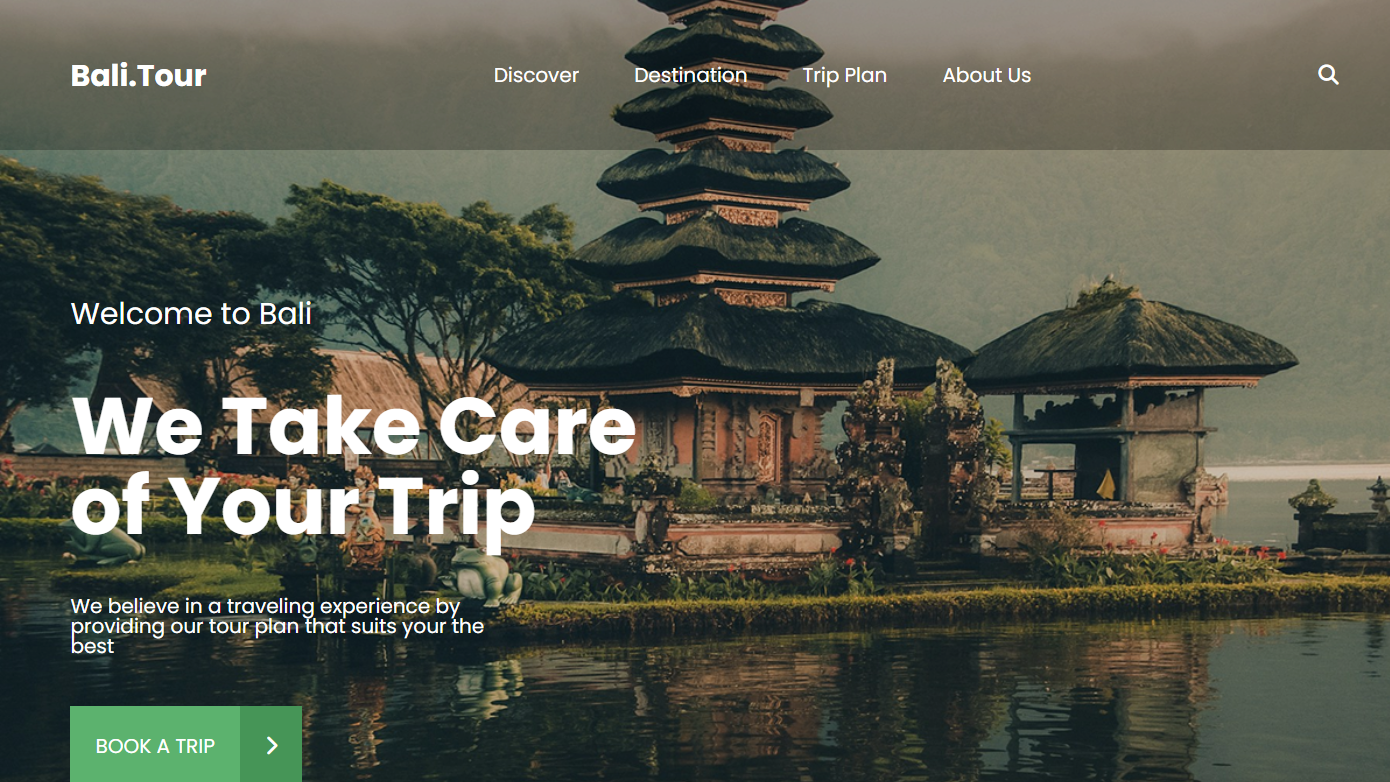 Bali.Tour
Discover Destination Trip Plan About Us
Welcome to Bali
We Take Care
of Your Trip
We believe in a traveling experience by
providing our tour plan that suits your the
best
BOOK A TRIP